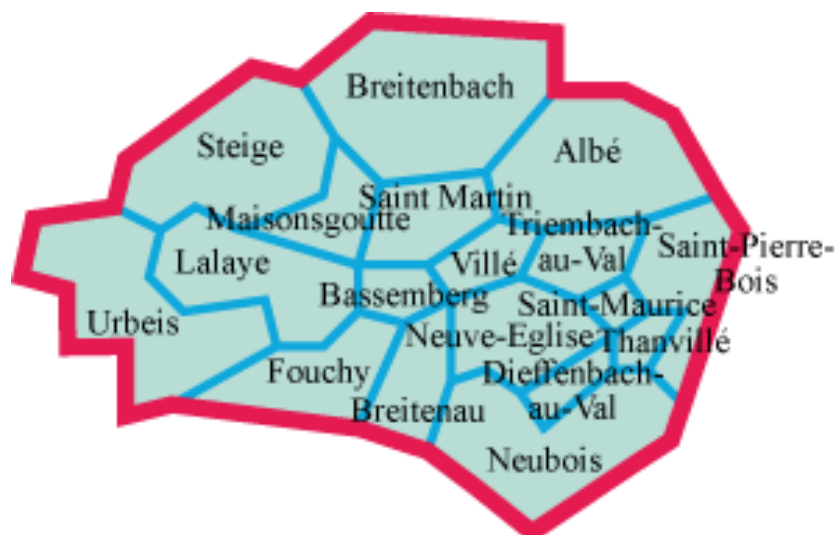 Breitenbach
Steige
Albé
Saint Martin
Maisonsgoutte
Triembach-
au-Val
Saint-Pierre-
Bois
Lalaye
Villé
Bassemberg
Saint-Maurice
Urbeis
Neuve-Eglise
Thanvillé
Fouchy
Dieffenbach-
au-Val
Breitenau
Neubois